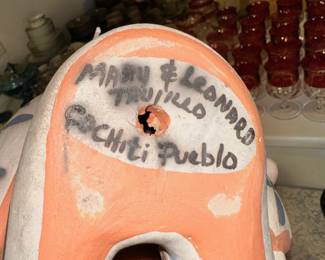 MARY & LEONARD
TRUJILLO
COCHITi PuebLo